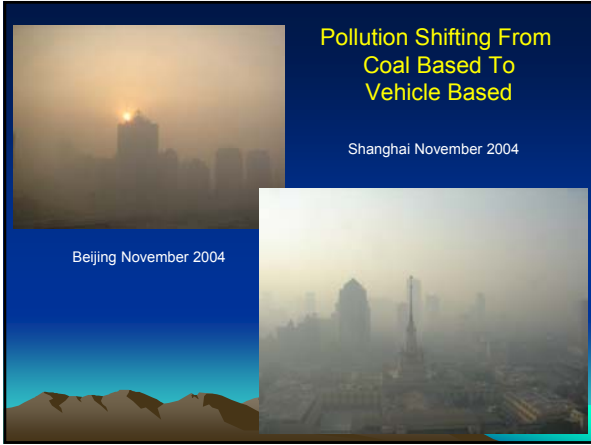 Pollution Shifting From
Coal Based To
Vehicle Based
Shanghai November 2004
Beijing November 2004